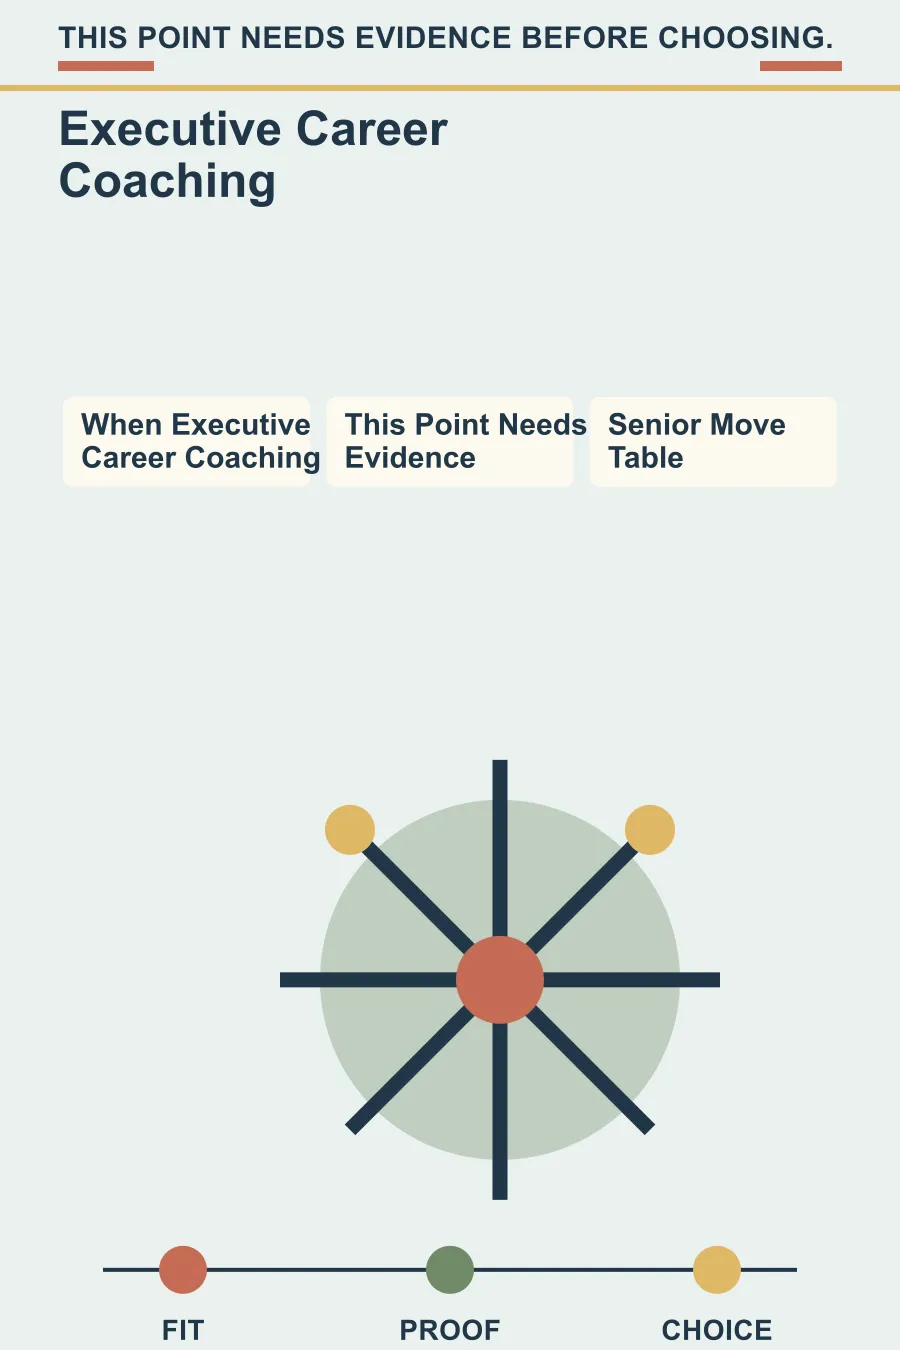 THIS POINT NEEDS EVIDENCE BEFORE CHOOSING.
Executive Career
Coaching
When Executive
Career Coaching
This Point Needs
Evidence
Senior Move
Table
FIT
PROOF
CHOICE